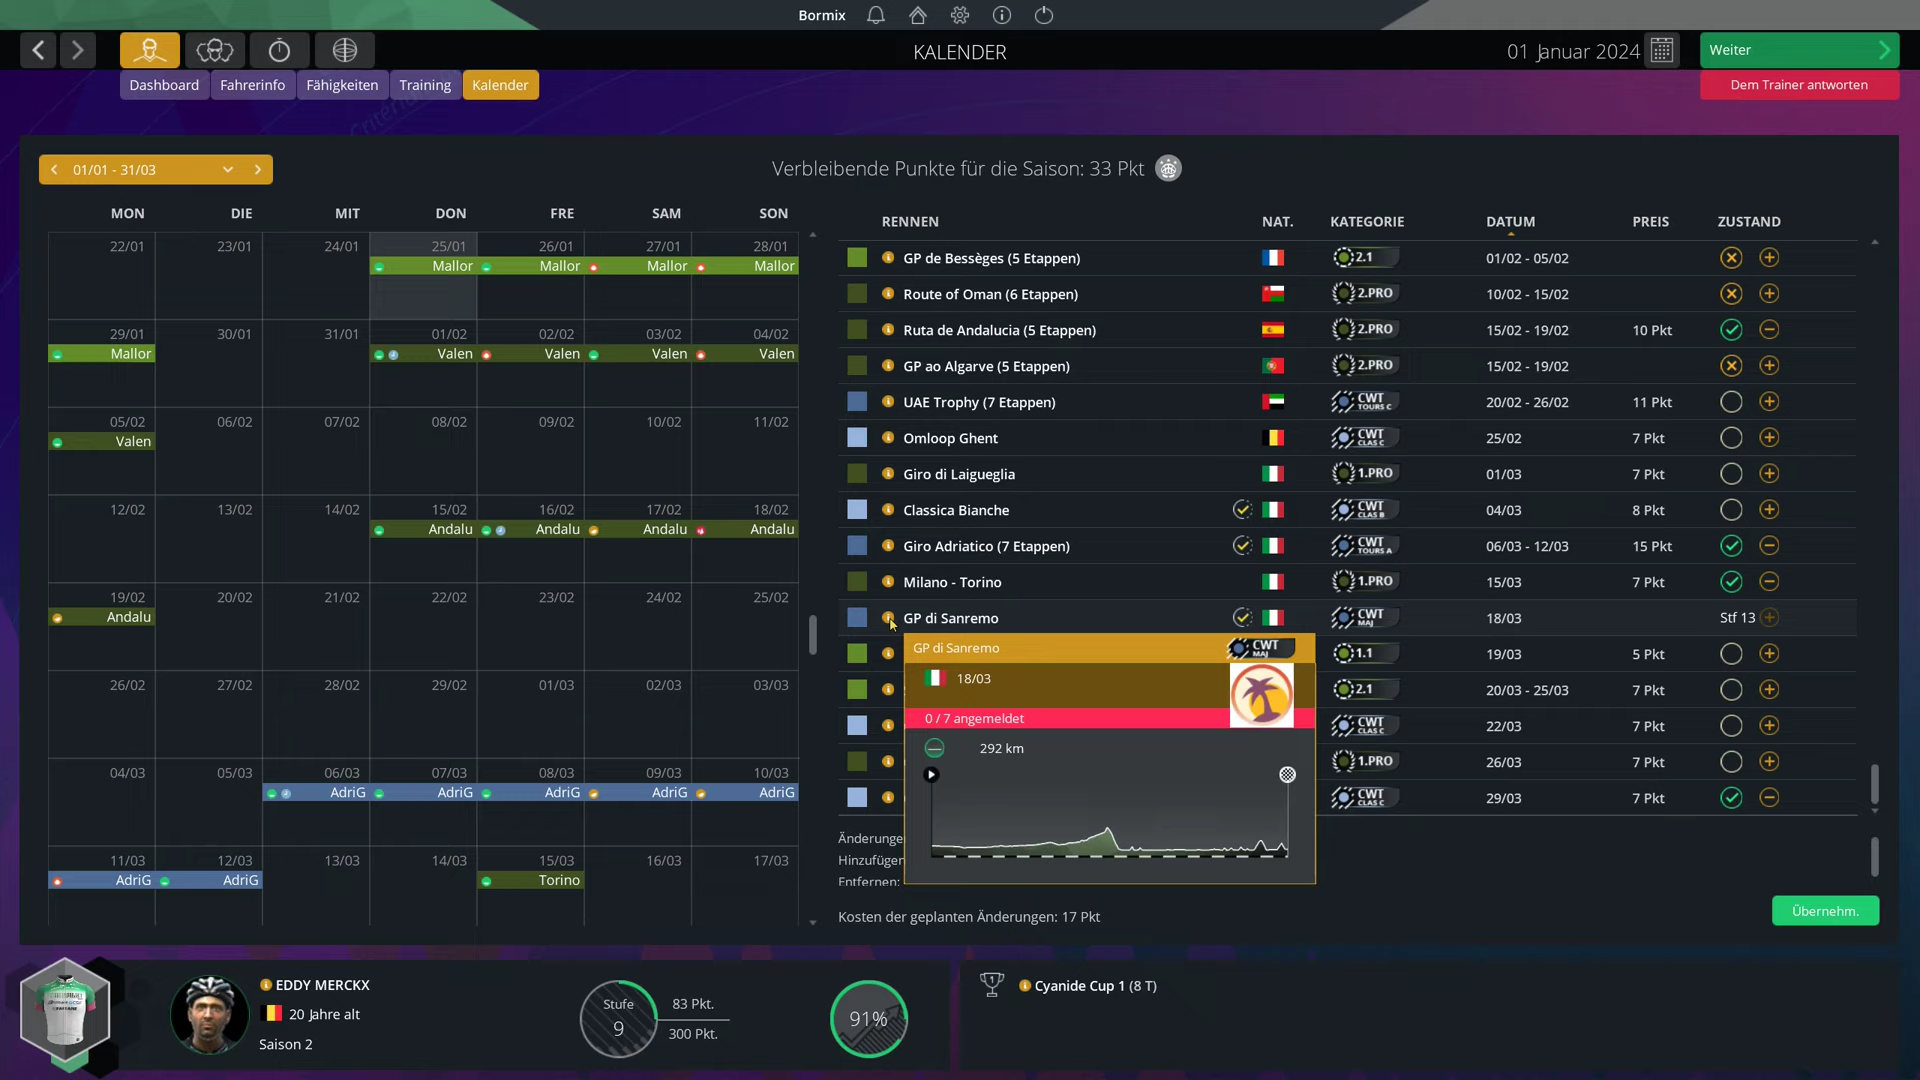 Bormix
KALENDER
01 Januar 2024
Weiter
Dashboard
Fahrerinfo
Fähigkeiten
Training
Kalender
Dem Trainer antworten
01/01 - 31/03
Verbleibende Punkte für die Saison: 33 Pkt
MON DIE MIT DON FRE SAM SON
22/01 23/01 24/01 25/01 26/01 27/01 28/01
Mallor Mallor Mallor Mallor
29/01 30/01 31/01 01/02 02/02 03/02 04/02
Mallor Valen Valen Valen Valen
05/02 06/02 07/02 08/02 09/02 10/02 11/02
Valen
12/02 13/02 14/02 15/02 16/02 17/02 18/02
Andalu Andalu Andalu Andalu
19/02 20/02 21/02 22/02 23/02 24/02 25/02
Andalu
26/02 27/02 28/02 29/02 01/03 02/03 03/03
04/03 05/03 06/03 07/03 08/03 09/03 10/03
AdriG AdriG AdriG AdriG AdriG
11/03 12/03 13/03 14/03 15/03 16/03 17/03
AdriG AdriG Torino
RENNEN NAT. KATEGORIE DATUM PREIS ZUSTAND
GP de Bessèges (5 Etappen) 2.1 01/02 - 05/02
Route of Oman (6 Etappen) 2.PRO 10/02 - 15/02
Ruta de Andalucia (5 Etappen) 2.PRO 15/02 - 19/02 10 Pkt
GP ao Algarve (5 Etappen) 2.PRO 15/02 - 19/02
UAE Trophy (7 Etappen) CWT TOURS C 20/02 - 26/02 11 Pkt
Omloop Ghent CWT CLAS C 25/02 7 Pkt
Giro di Laigueglia 1.PRO 01/03 7 Pkt
Classica Bianche CWT CLAS B 04/03 8 Pkt
Giro Adriatico (7 Etappen) CWT TOURS A 06/03 - 12/03 15 Pkt
Milano - Torino 1.PRO 15/03 7 Pkt
GP di Sanremo CWT MAJ 18/03 Stf 13
1.1 19/03 5 Pkt
2.1 20/03 - 25/03 7 Pkt
CWT CLAS C 22/03 7 Pkt
1.PRO 26/03 7 Pkt
CWT CLAS C 29/03 7 Pkt
GP di Sanremo CWT MAJ
18/03
0 / 7 angemeldet
292 km
Änderunge
Hinzufügen
Entfernen:
Kosten der geplanten Änderungen: 17 Pkt
Übernehm.
EDDY MERCKX
20 Jahre alt
Saison 2
Stufe
9
83 Pkt.
300 Pkt.
91%
1
Cyanide Cup 1 (8 T)